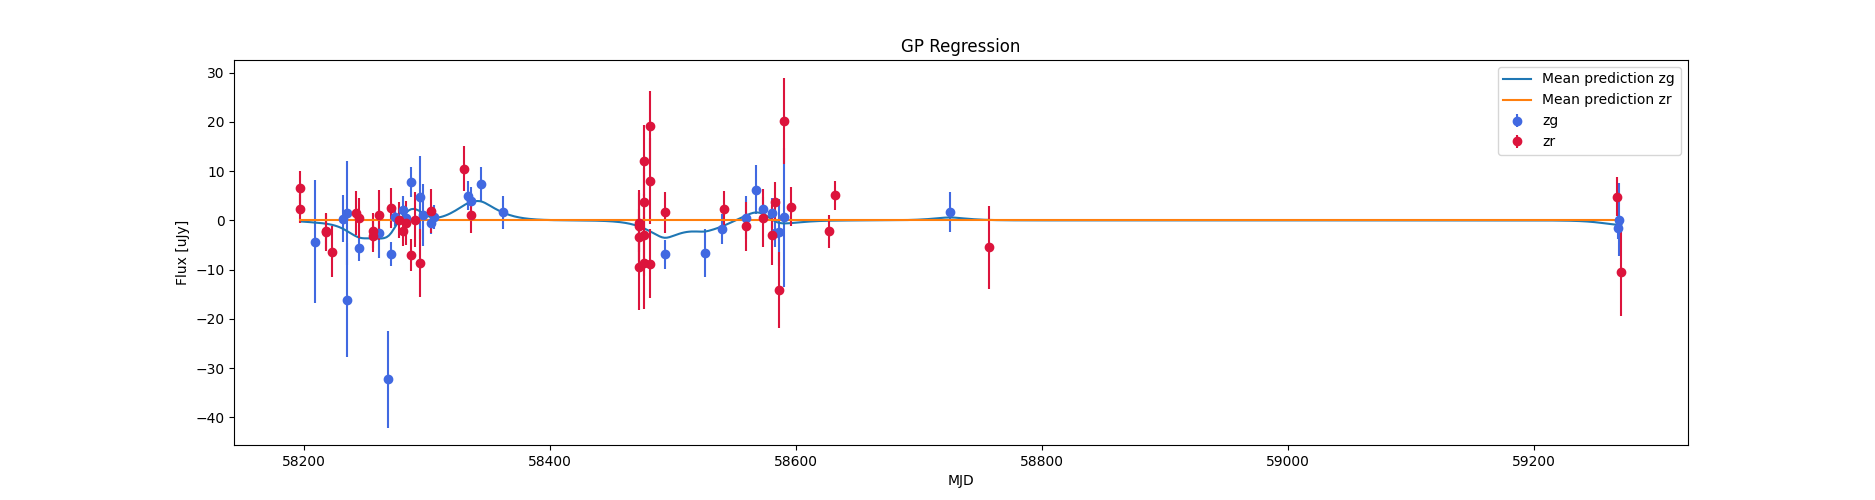 GP Regression
30
20
10
0
−10
−20
−30
−40
Flux [uJy]
58200
58400
58600
58800
59000
59200
MJD
Mean prediction zg
Mean prediction zr
zg
zr